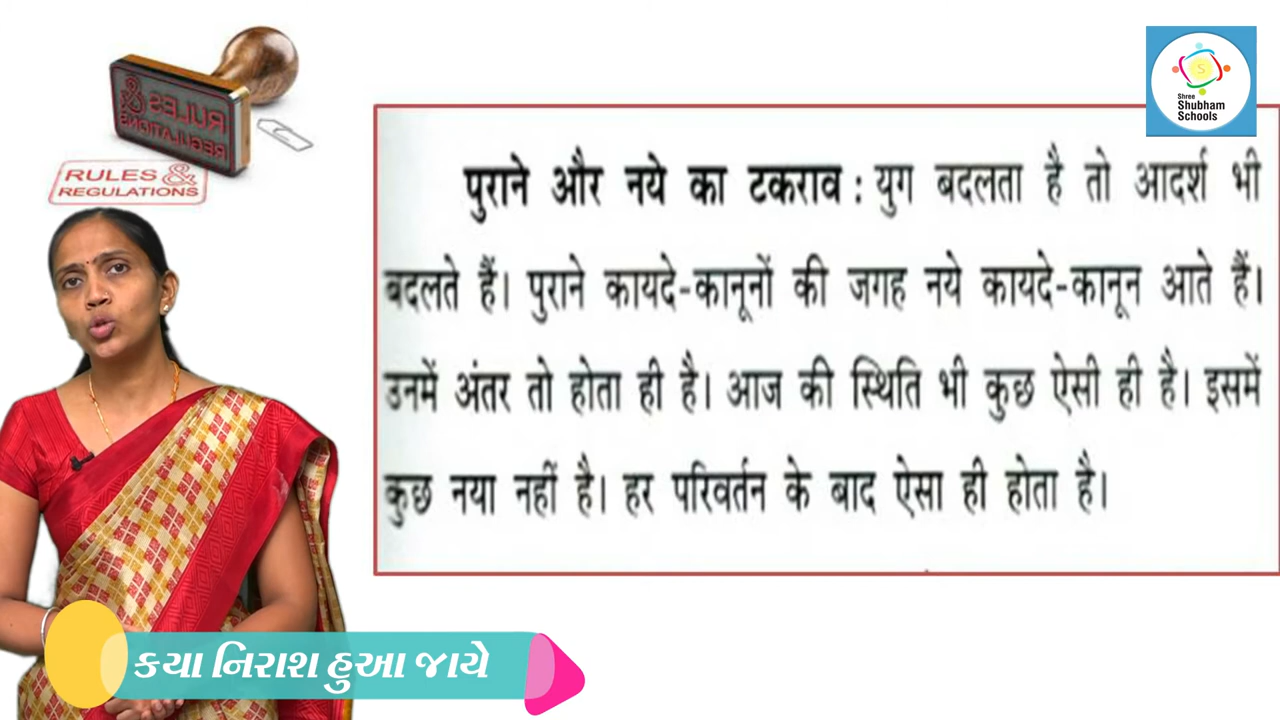 RULES &
REGULATIONS
RULES &
REGULATIONS
S
Shree
Shubham
Schools
पुराने और नये का टकराव : युग बदलता है तो आदर्श भी
बदलते हैं। पुराने कायदे-कानूनों की जगह नये कायदे-कानून आते हैं।
उनमें अंतर तो होता ही है। आज की स्थिति भी कुछ ऐसी ही है। इसमें
कुछ नया नहीं है। हर परिवर्तन के बाद ऐसा ही होता है।
કયા નિરાશ હુઆ જાયે